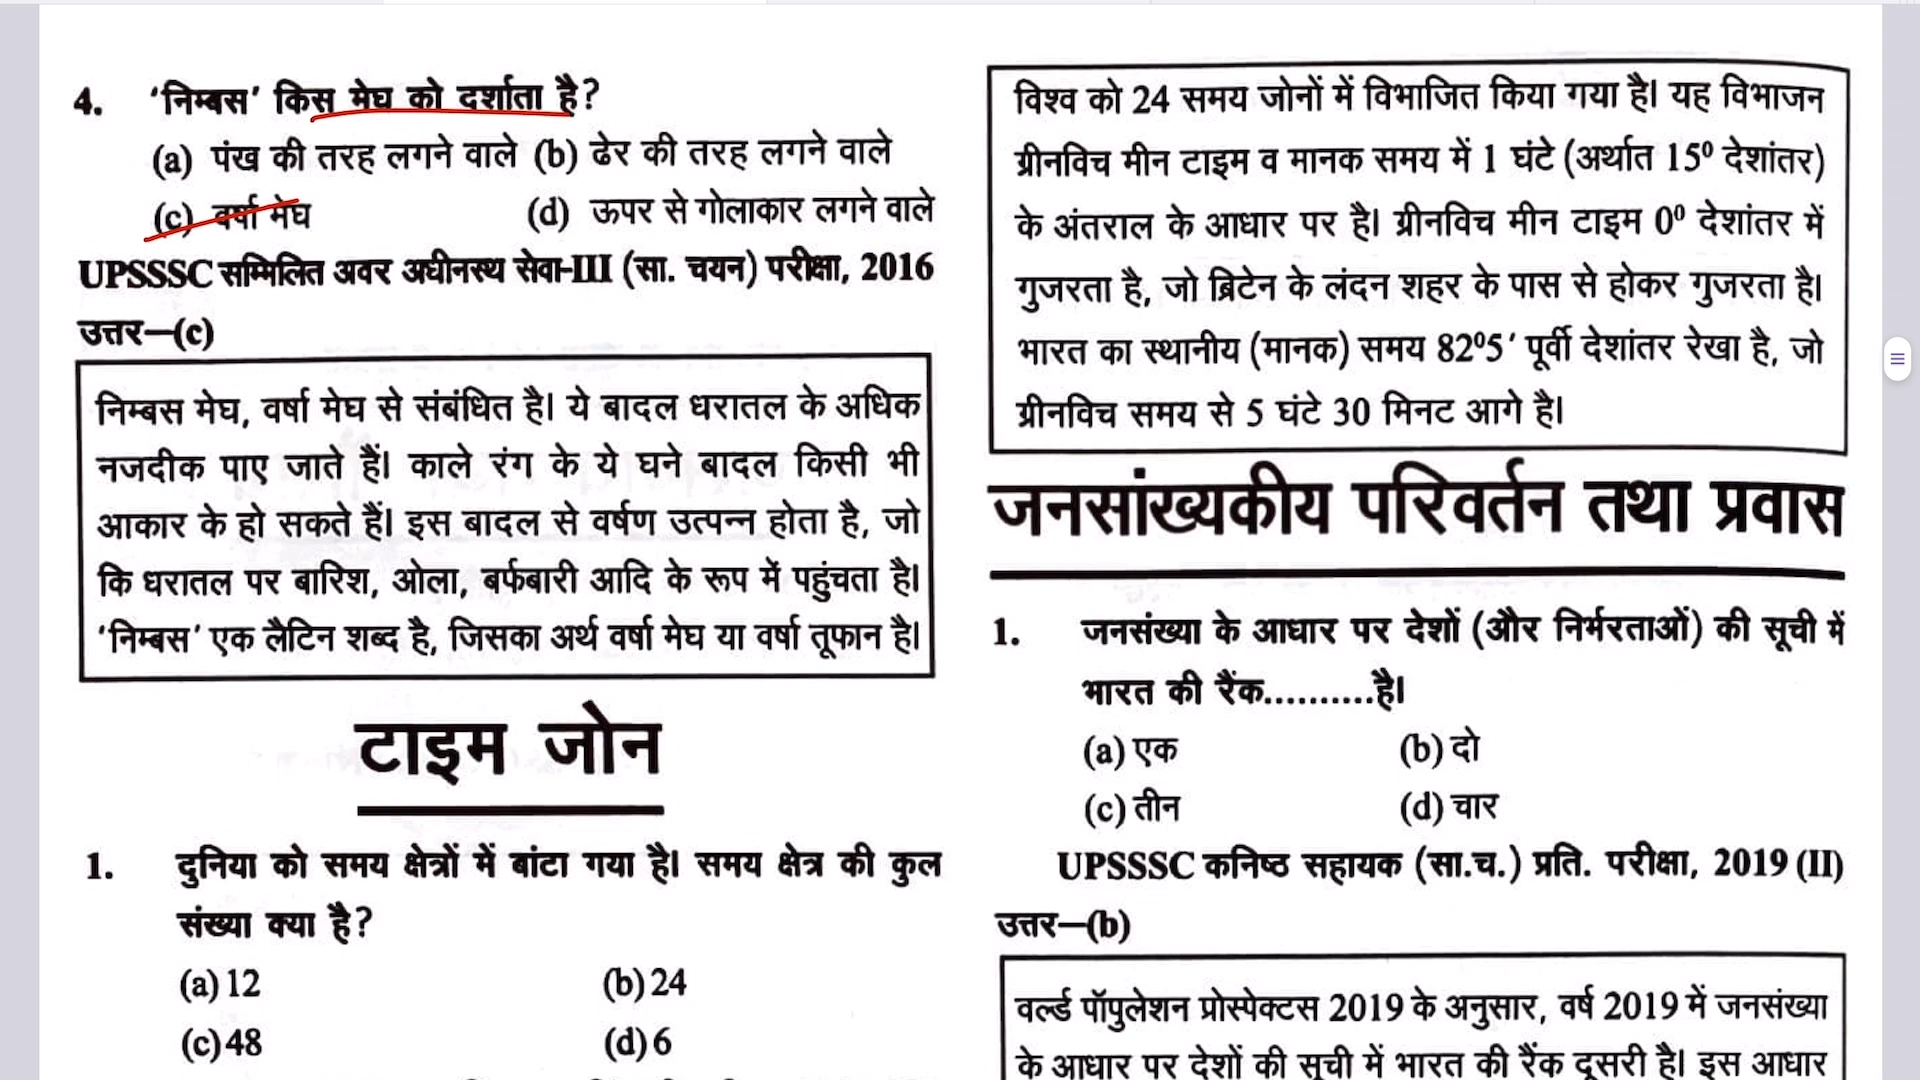 4. ‘निम्बस’ किस मेघ को दर्शाता है?
(a) पंख की तरह लगने वाले (b) ढेर की तरह लगने वाले
(c) वर्षा मेघ (d) ऊपर से गोलाकार लगने वाले
UPSSSC सम्मिलित अवर अधीनस्थ सेवा-III (सा. चयन) परीक्षा, 2016
उत्तर—(c)
निम्बस मेघ, वर्षा मेघ से संबंधित है। ये बादल धरातल के अधिक
नजदीक पाए जाते हैं। काले रंग के ये घने बादल किसी भी
आकार के हो सकते हैं। इस बादल से वर्षण उत्पन्न होता है, जो
कि धरातल पर बारिश, ओला, बर्फबारी आदि के रूप में पहुंचता है।
‘निम्बस’ एक लैटिन शब्द है, जिसका अर्थ वर्षा मेघ या वर्षा तूफान है।
टाइम जोन
1. दुनिया को समय क्षेत्रों में बांटा गया है। समय क्षेत्र की कुल
संख्या क्या है?
(a) 12 (b) 24
(c) 48 (d) 6
विश्व को 24 समय जोनों में विभाजित किया गया है। यह विभाजन
ग्रीनविच मीन टाइम व मानक समय में 1 घंटे (अर्थात 15⁰ देशांतर)
के अंतराल के आधार पर है। ग्रीनविच मीन टाइम 0⁰ देशांतर में
गुजरता है, जो ब्रिटेन के लंदन शहर के पास से होकर गुजरता है।
भारत का स्थानीय (मानक) समय 82⁰5′ पूर्वी देशांतर रेखा है, जो
ग्रीनविच समय से 5 घंटे 30 मिनट आगे है।
जनसांख्यकीय परिवर्तन तथा प्रवास
1. जनसंख्या के आधार पर देशों (और निर्भरताओं) की सूची में
भारत की रैंक..........है।
(a) एक (b) दो
(c) तीन (d) चार
UPSSSC कनिष्ठ सहायक (सा.च.) प्रति. परीक्षा, 2019 (II)
उत्तर—(b)
वर्ल्ड पॉपुलेशन प्रोस्पेक्टस 2019 के अनुसार, वर्ष 2019 में जनसंख्या
के आधार पर देशों की सूची में भारत की रैंक दूसरी है। इस आधार